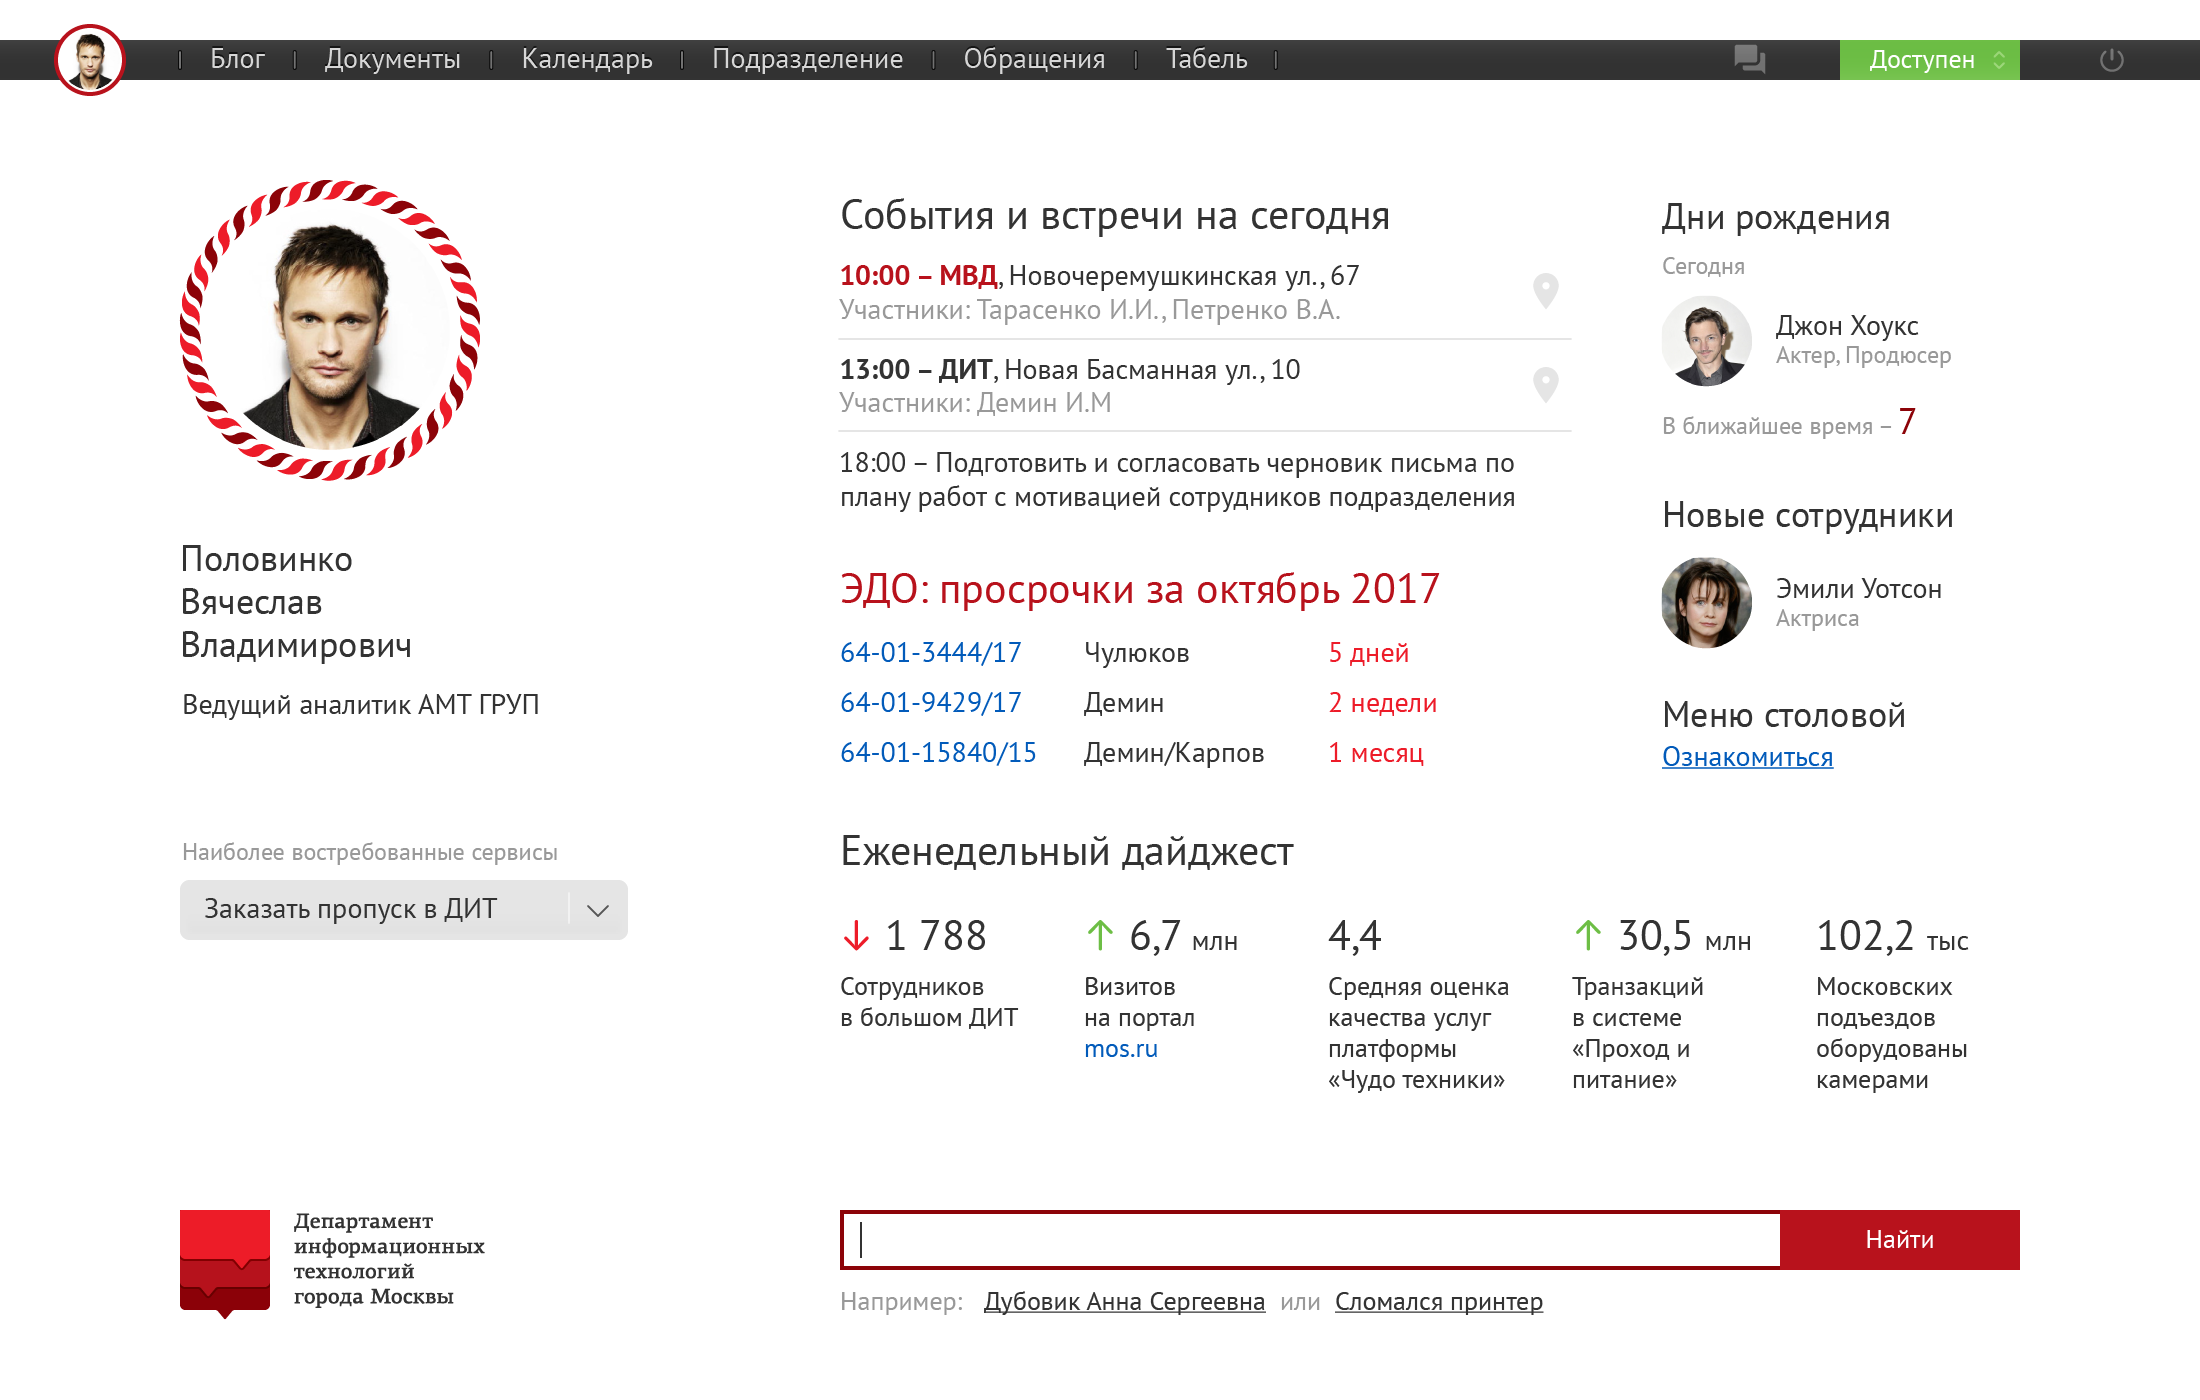 Блог Документы Календарь Подразделение Обращения Табель Доступен
Половинко
Вячеслав
Владимирович
Ведущий аналитик АМТ ГРУП
Наиболее востребованные сервисы
Заказать пропуск в ДИТ
События и встречи на сегодня
10:00 – МВД, Новочеремушкинская ул., 67
Участники: Тарасенко И.И., Петренко В.А.
13:00 – ДИТ, Новая Басманная ул., 10
Участники: Демин И.М
18:00 – Подготовить и согласовать черновик письма по
плану работ с мотивацией сотрудников подразделения
ЭДО: просрочки за октябрь 2017
64-01-3444/17 Чулюков 5 дней
64-01-9429/17 Демин 2 недели
64-01-15840/15 Демин/Карпов 1 месяц
Дни рождения
Сегодня
Джон Хоукс
Актер, Продюсер
В ближайшее время – 7
Новые сотрудники
Эмили Уотсон
Актриса
Меню столовой
Ознакомиться
Еженедельный дайджест
1 788
Сотрудников
в большом ДИТ
6,7 млн
Визитов
на портал
mos.ru
4,4
Средняя оценка
качества услуг
платформы
«Чудо техники»
30,5 млн
Транзакций
в системе
«Проход и
питание»
102,2 тыс
Московских
подъездов
оборудованы
камерами
Департамент
информационных
технологий
города Москвы
Найти
Например: Дубовик Анна Сергеевна или Сломался принтер